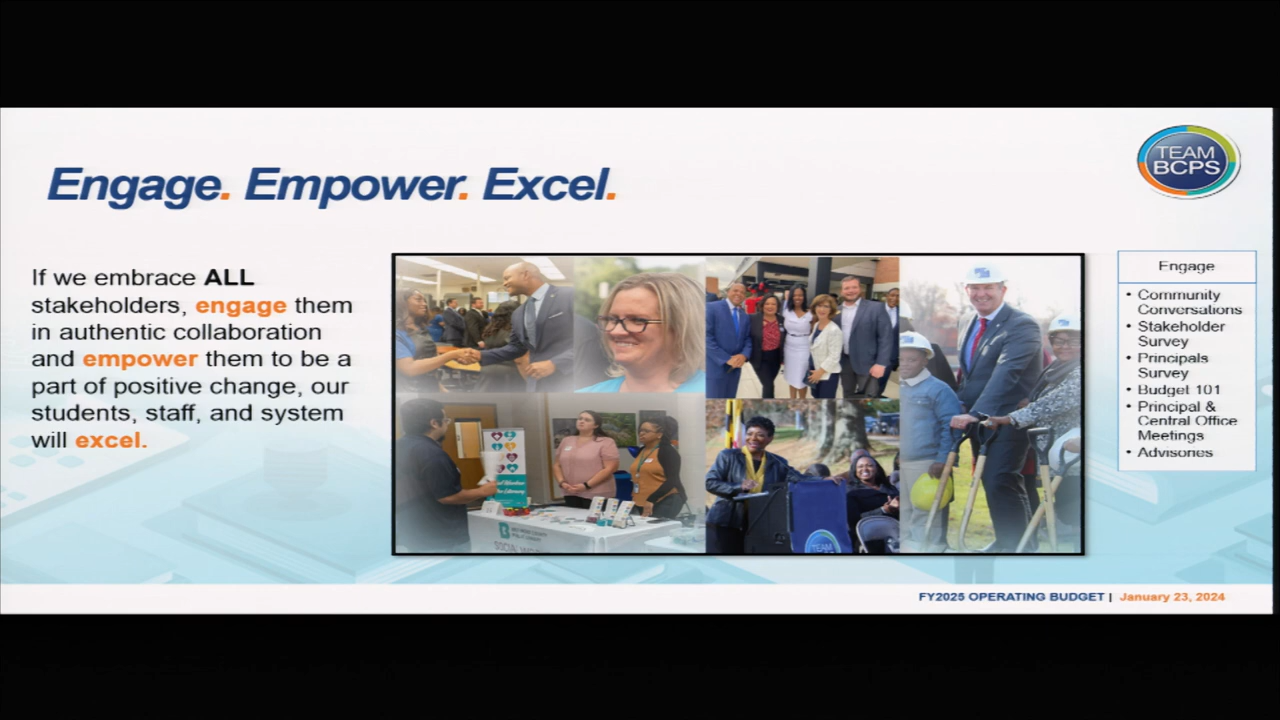 Engage. Empower. Excel.
TEAM
BCPS
If we embrace ALL
stakeholders, engage them
in authentic collaboration
and empower them to be a
part of positive change, our
students, staff, and system
will excel.
Engage
• Community
Conversations
• Stakeholder
Survey
• Principals
Survey
• Budget 101
• Principal &
Central Office
Meetings
• Advisories
TEAM
FY2025 OPERATING BUDGET | January 23, 2024